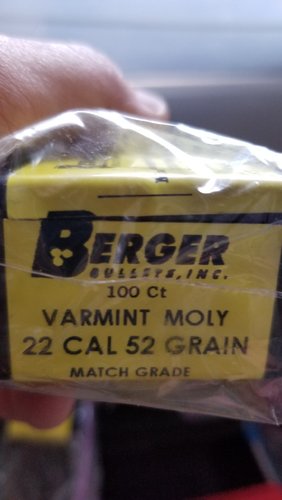 BERGER
BULLETS, INC.
100 Ct
VARMINT MOLY
22 CAL 52 GRAIN
MATCH GRADE